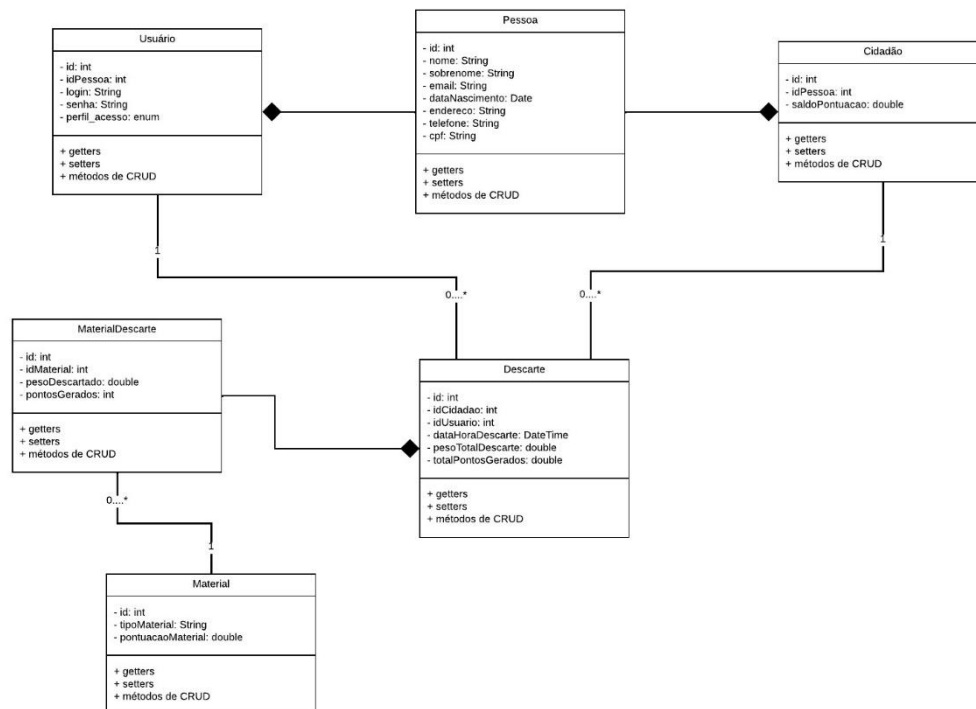 Usuário
- id: int
- idPessoa: int
- login: String
- senha: String
- perfil_acesso: enum
+ getters
+ setters
+ métodos de CRUD
Pessoa
- id: int
- nome: String
- sobrenome: String
- email: String
- dataNascimento: Date
- endereco: String
- telefone: String
- cpf: String
+ getters
+ setters
+ métodos de CRUD
Cidadão
- id: int
- idPessoa: int
- saldoPontuacao: double
+ getters
+ setters
+ métodos de CRUD
1
1
0....*
0....*
MaterialDescarte
- id: int
- idMaterial: int
- pesoDescartado: double
- pontosGerados: int
+ getters
+ setters
+ métodos de CRUD
Descarte
- id: int
- idCidadao: int
- idUsuario: int
- dataHoraDescarte: DateTime
- pesoTotalDescarte: double
- totalPontosGerados: double
+ getters
+ setters
+ métodos de CRUD
0....*
1
Material
- id: int
- tipoMaterial: String
- pontuacaoMaterial: double
+ getters
+ setters
+ métodos de CRUD